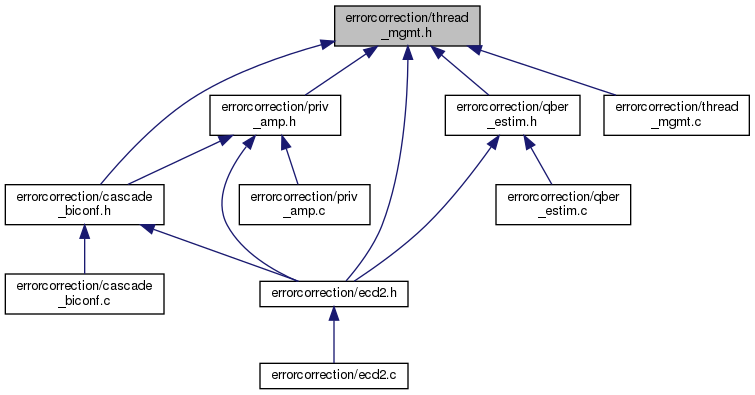 errorcorrection/thread
_mgmt.h
errorcorrection/priv
_amp.h
errorcorrection/qber
_estim.h
errorcorrection/thread
_mgmt.c
errorcorrection/cascade
_biconf.h
errorcorrection/priv
_amp.c
errorcorrection/qber
_estim.c
errorcorrection/cascade
_biconf.c
errorcorrection/ecd2.h
errorcorrection/ecd2.c